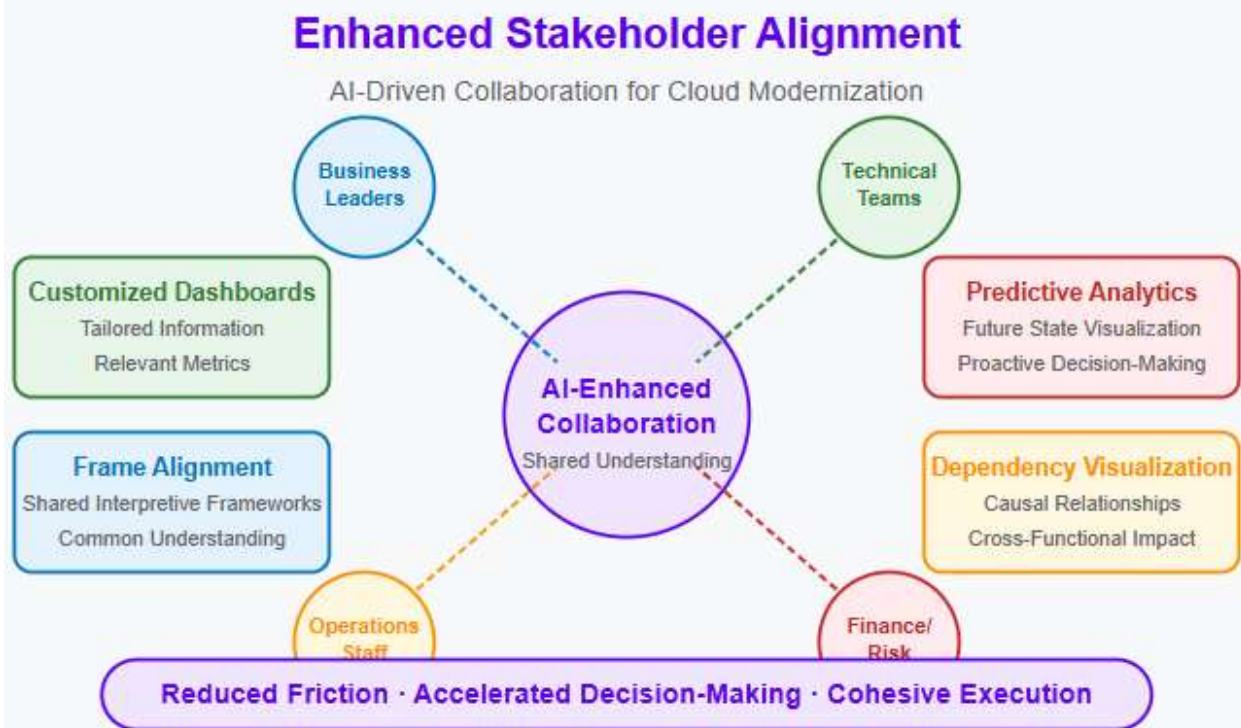 Enhanced Stakeholder Alignment
AI-Driven Collaboration for Cloud Modernization
Business
Leaders
Technical
Teams
Customized Dashboards
Tailored Information
Relevant Metrics
Predictive Analytics
Future State Visualization
Proactive Decision-Making
AI-Enhanced
Collaboration
Shared Understanding
Frame Alignment
Shared Interpretive Frameworks
Common Understanding
Dependency Visualization
Causal Relationships
Cross-Functional Impact
Operations
Staff
Finance/
Risk
Reduced Friction · Accelerated Decision-Making · Cohesive Execution